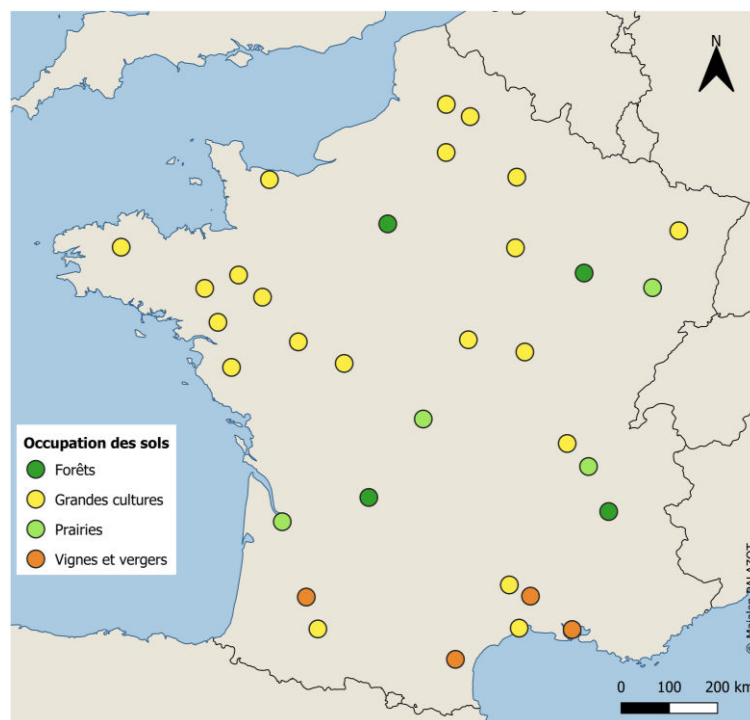 N
Occupation des sols
Forêts
Grandes cultures
Prairies
Vignes et vergers
0 100 200 km